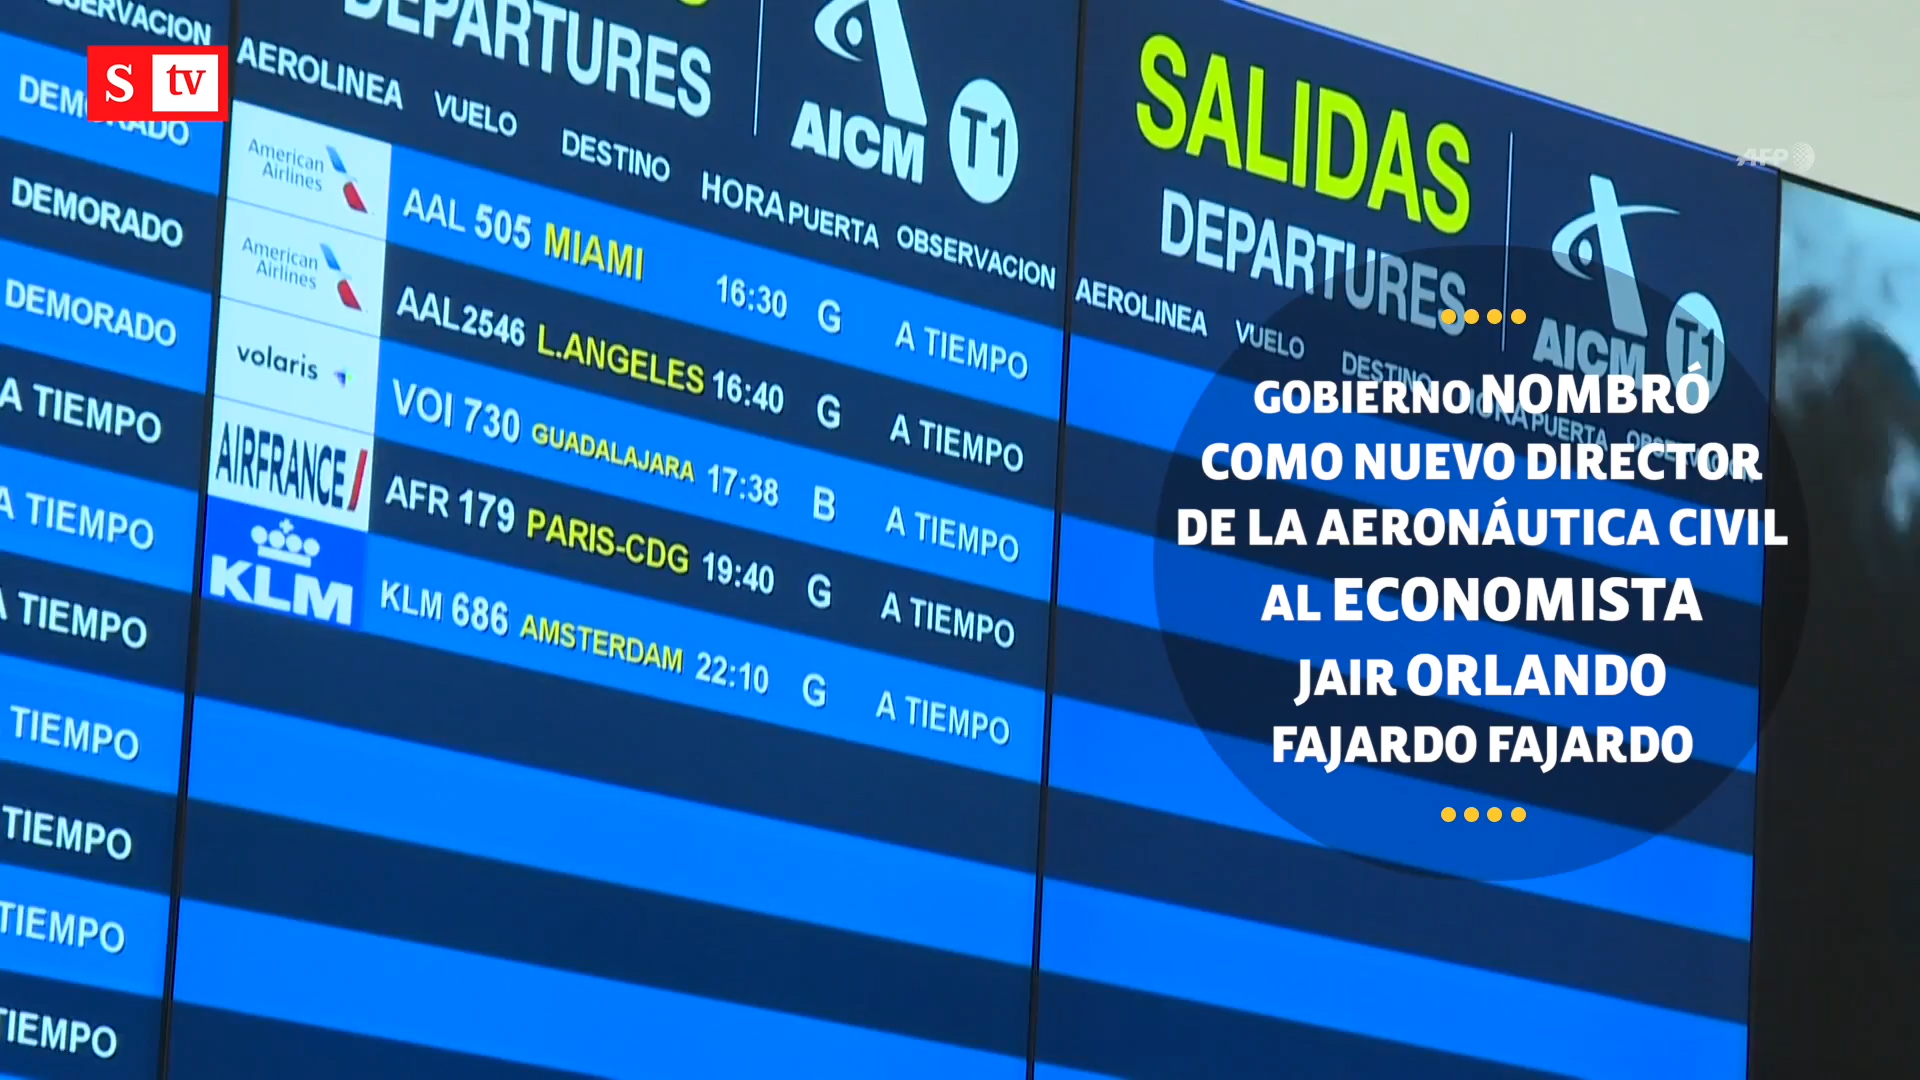 S tv
OBSERVACION
DEMORADO
DEMORADO
DEMORADO
A TIEMPO
A TIEMPO
A TIEMPO
TIEMPO
TIEMPO
TIEMPO
TIEMPO
DEPARTURES
AICM T1
AEROLINEA VUELO DESTINO HORA PUERTA OBSERVACION
American Airlines AAL 505 MIAMI 16:30 G A TIEMPO
American Airlines AAL2546 L.ANGELES 16:40 G A TIEMPO
volaris VOI 730 GUADALAJARA 17:38 B A TIEMPO
AIRFRANCE AFR 179 PARIS-CDG 19:40 G A TIEMPO
KLM KLM 686 AMSTERDAM 22:10 G A TIEMPO
SALIDAS
DEPARTURES
AICM T1
AEROLINEA VUELO DESTINO HORA PUERTA
AFP
GOBIERNO NOMBRÓ
COMO NUEVO DIRECTOR
DE LA AERONÁUTICA CIVIL
AL ECONOMISTA
JAIR ORLANDO
FAJARDO FAJARDO